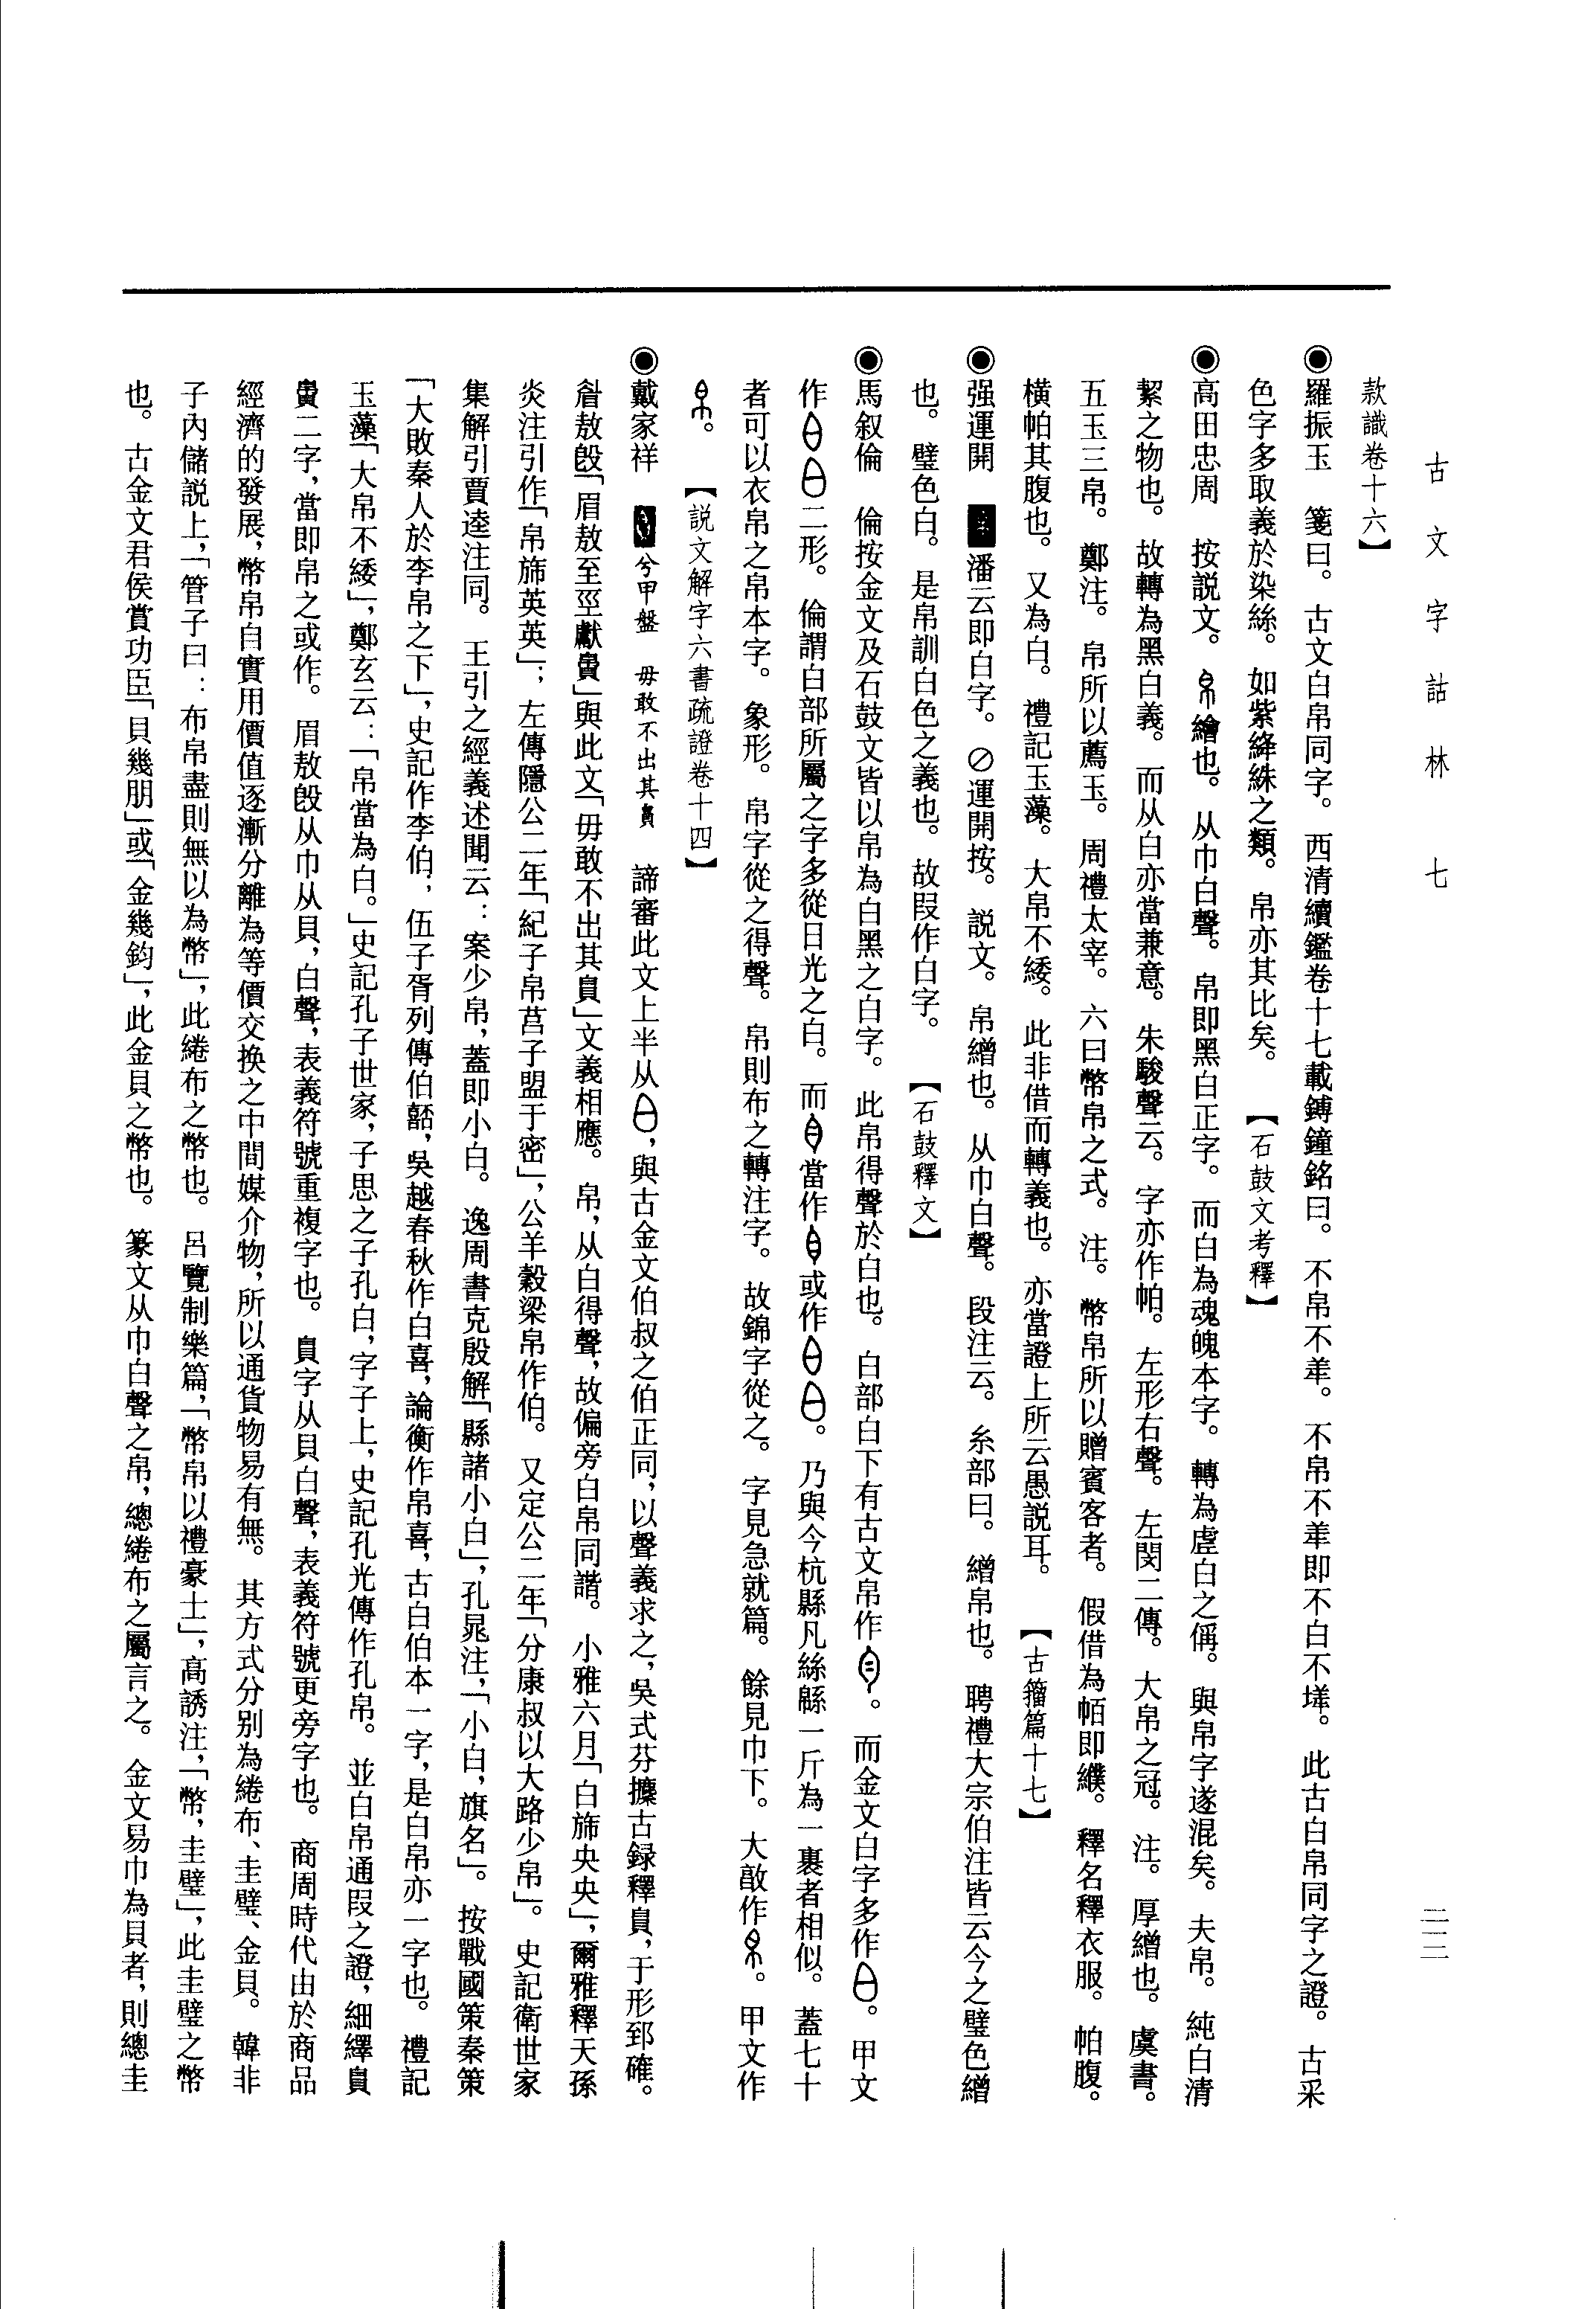 古文字詁林 七
二三二
款識卷十六】
◉羅振玉 箋曰。古文白帛同字。西清續鑑卷十七載鎛鐘銘曰。不帛不羍。不帛不羍即不白不墶。此古白帛同字之證。古采
色字多取義於染絲。如紫絳絑之類。帛亦其比矣。 【石鼓文考釋】
◉高田忠周 按説文。繪也。从巾白聲。帛即黑白正字。而白為魂魄本字。轉為虛白之偁。與帛字遂混矣。夫帛。純白清
絜之物也。故轉為黑白義。而从白亦當兼意。朱駿聲云。字亦作帕。左形右聲。左閔二傳。大帛之冠。注。厚繒也。虞書。
五玉三帛。鄭注。帛所以薦玉。周禮太宰。六曰幣帛之式。注。幣帛所以贈賓客者。假借為帞即纀。釋名釋衣服。帕腹。
橫帕其腹也。又為白。禮記玉藻。大帛不緌。此非借而轉義也。亦當證上所云愚説耳。 【古籀篇十七】
◉强運開 潘云即白字。⊘運開按。説文。帛繒也。从巾白聲。段注云。糸部曰。繒帛也。聘禮大宗伯注皆云今之璧色繒
也。璧色白。是帛訓白色之義也。故叚作白字。 【石鼓釋文】
◉馬叙倫 倫按金文及石鼓文皆以帛為白黑之白字。此帛得聲於白也。白部白下有古文帛作。而金文白字多作。甲文
作二形。倫謂白部所屬之字多從日光之白。而當作或作。乃與今杭縣凡絲緜一斤為一裹者相似。蓋七十
者可以衣帛之帛本字。象形。帛字從之得聲。帛則布之轉注字。故錦字從之。字見急就篇。餘見巾下。大𣪘作。甲文作
。 【説文解字六書疏證卷十四】
◉戴家祥 兮甲盤 毋敢不出其𧵩 諦審此文上半从，與古金文伯叔之伯正同，以聲義求之，吳式芬攗古録釋𧵩，于形郅確。
㫺敖𣪘「眉敖至巠獻」與此文「毋敢不出其𧵩」文義相應。帛，从白得聲，故偏旁白帛同諧。小雅六月「白旆央央」，爾雅釋天孫
炎注引作「帛旆英英」；左傳隱公二年「紀子帛莒子盟于密」，公羊穀梁帛作伯。又定公二年「分康叔以大路少帛」。史記衛世家
集解引賈逵注同。王引之經義述聞云：案少帛，蓋即小白。逸周書克殷解「縣諸小白」，孔晁注，「小白，旗名」。按戰國策秦策
「大敗秦人於李帛之下」，史記作李伯；伍子胥列傳伯嚭，吳越春秋作白喜，論衡作帛喜，古白伯本一字，是白帛亦一字也。禮記
玉藻「大帛不緌」，鄭玄云：「帛當為白。」史記孔子世家，子思之子孔白，字子上，史記孔光傳作孔帛。並白帛通叚之證，細繹𧵩
二字，當即帛之或作。眉敖𣪘从巾从貝，白聲，表義符號重複字也。𧵩字从貝白聲，表義符號更旁字也。商周時代由於商品
經濟的發展，幣帛自實用價值逐漸分離為等價交换之中間媒介物，所以通貨物易有無。其方式分别為綣布、圭璧、金貝。韓非
子內儲説上，「管子曰：布帛盡則無以為幣」，此綣布之幣也。呂覽制樂篇，「幣帛以禮豪士」，高誘注，「幣，圭璧」，此圭璧之幣
也。古金文君侯賞功臣「貝幾朋」或「金幾鈞」，此金貝之幣也。篆文从巾白聲之帛，總綣布之屬言之。金文易巾為貝者，則總圭